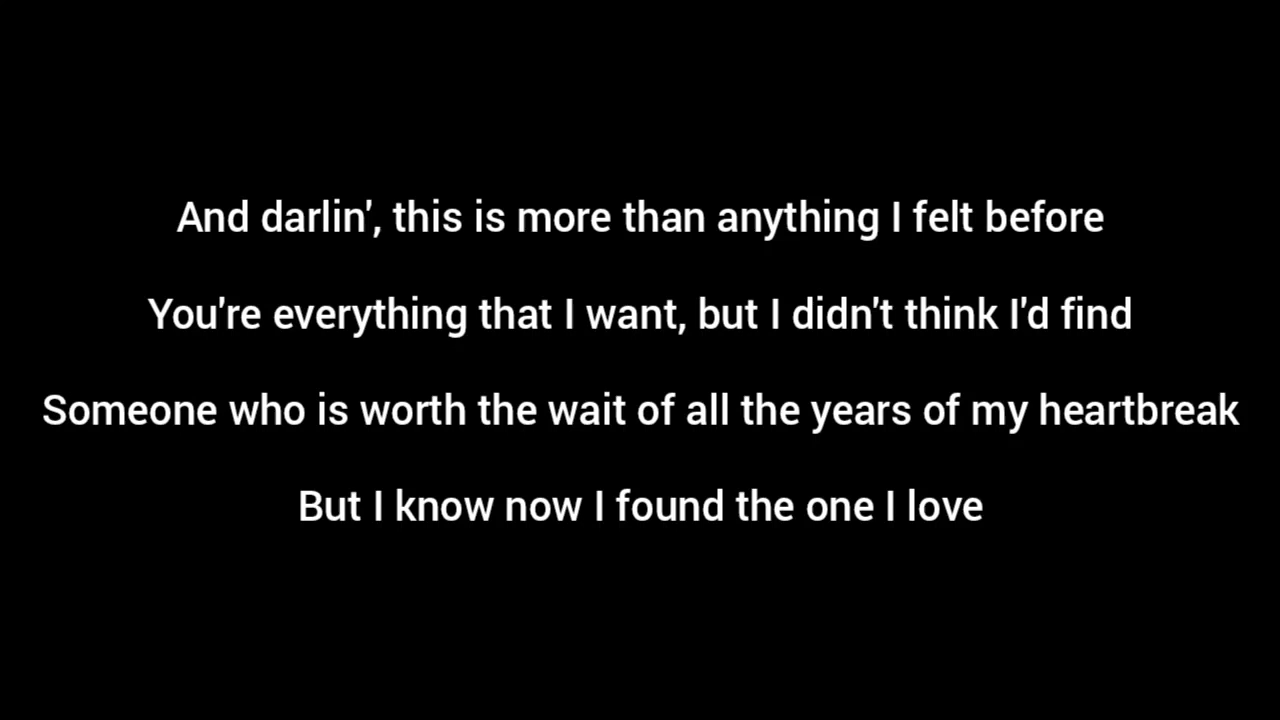 And darlin', this is more than anything I felt before
You're everything that I want, but I didn't think I'd find
Someone who is worth the wait of all the years of my heartbreak
But I know now I found the one I love